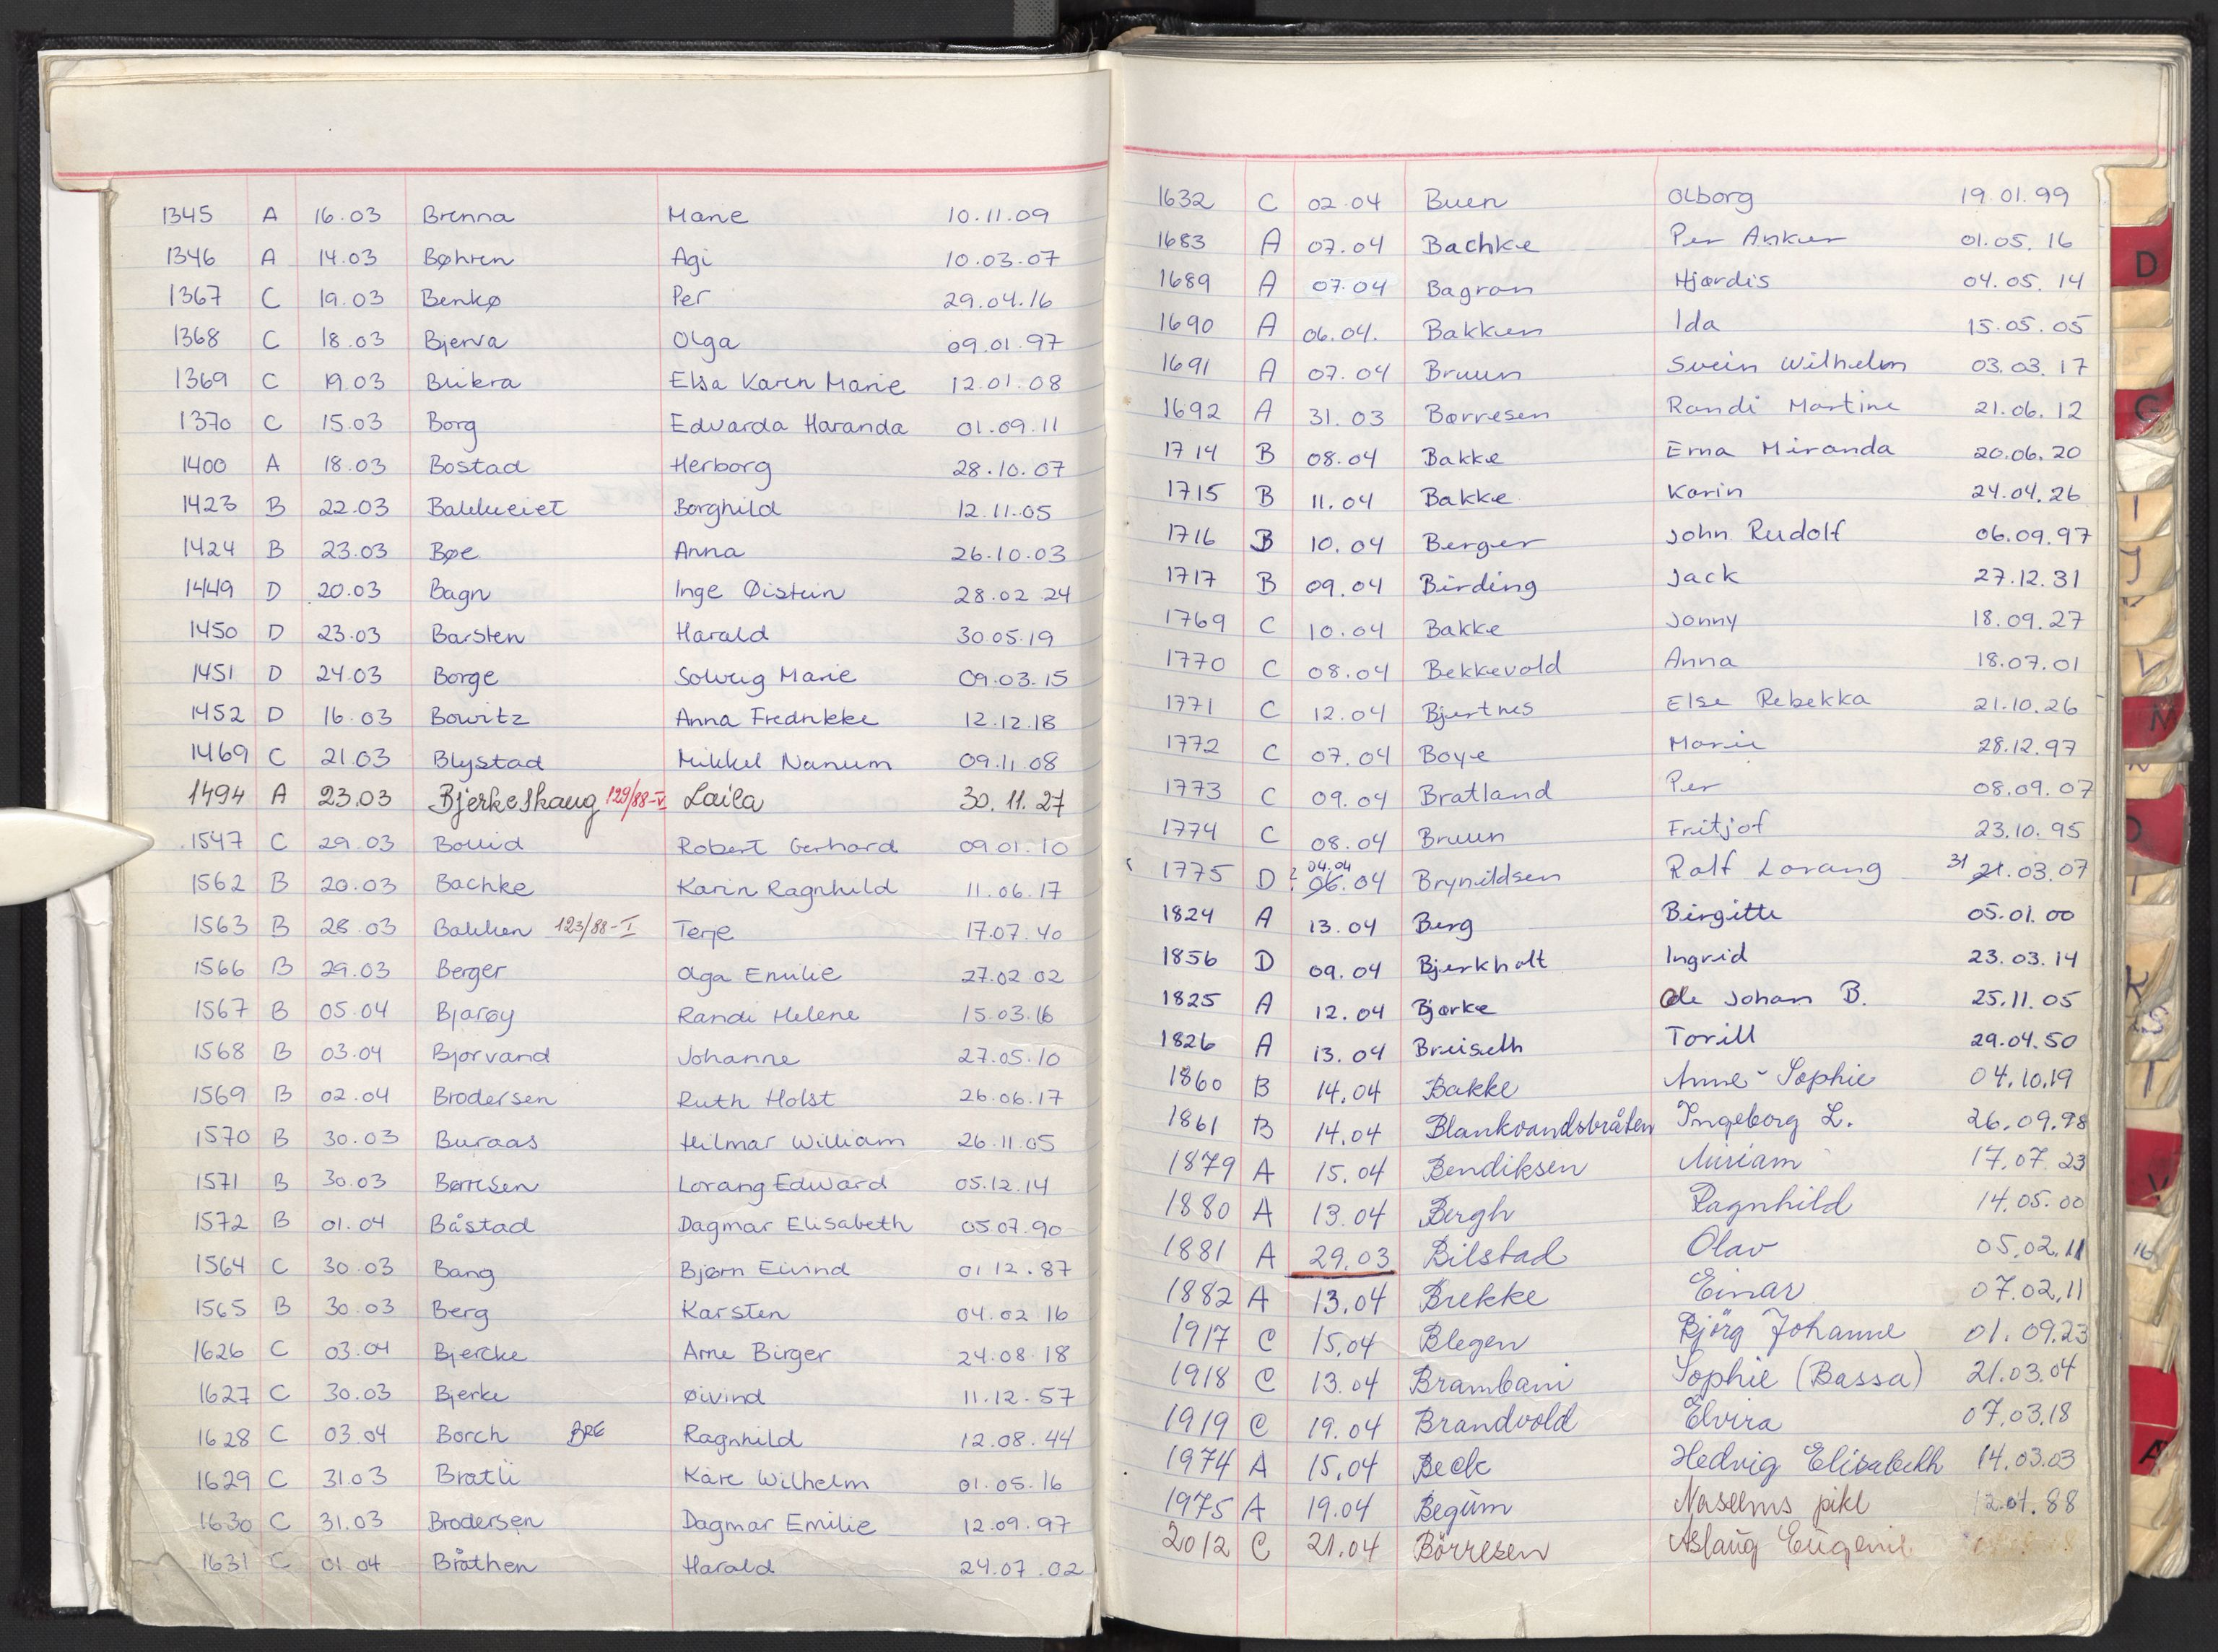 1345 A 16.03 Brenna Marie 10.11.09
1346 A 14.03 Bøhren Agi 10.03.07
1367 C 19.03 Benkø Per 29.04.16
1368 C 18.03 Bjerva Olga 09.01.97
1369 C 19.03 Blikra Elsa Karen Marie 12.01.08
1370 C 15.03 Borg Edvarda Haranda 01.09.11
1400 A 18.03 Bostad Herborg 28.10.07
1423 B 22.03 Bakkeeiet Borghild 12.11.05
1424 B 23.03 Bøe Anna 26.10.03
1449 D 20.03 Bagn Inge Øistein 28.02 24
1450 D 23.03 Barsten Harald 30.05.19
1451 D 24.03 Borge Solveig Marie 09.03.15
1452 D 16.03 Bowitz Anna Fredrikke 12.12.18
1469 C 21.03 Blystad Mikkel Nanum 09.11.08
1494 A 23.03 Bjerkeskaug 129/88-V Laila 30.11.27
1547 C 29.03 Bollid Robert Gerhard 09.01.10
1562 B 20.03 Bachke Karin Ragnhild 11.06.17
1563 B 28.03 Bakken 123/88-I Terje 17.07.40
1566 B 29.03 Berger Olga Emilie 27.02 02
1567 B 05.04 Bjarøy Randi Helene 15.03.16
1568 B 03.04 Bjorvand Johanne 27.05.10
1569 B 02.04 Brodersen Ruth Holst 26.06.17
1570 B 30.03 Buraas Hilmar William 26.11.05
1571 B 30.03 Børresen Lorang Edward 05.12.14
1572 B 01.04 Båstad Dagmar Elisabeth 05.07.90
1564 C 30.03 Bang Bjørn Eivind 01 12.87
1565 B 30.03 Berg Karsten 04.02 16
1626 C 03.04 Bjercke Arne Birger 24.08 18
1627 C 30.03 Bjerke Øivind 11.12.57
1628 C 03.04 Borch BRE Ragnhild 12.08.44
1629 C 31.03 Bratli Kåre Wilhelm 01.05.16
1630 C 31.03 Brodersen Dagmar Emilie 12.09.97
1631 C 01.04 Bråthen Harald 24.07.02
1632 C 02.04 Buen Olborg 19.01.99
1683 A 07.04 Bachke Per Anker 01.05.16
1689 A 07.04 Bagron Hjørdis 04.05.14
1690 A 06.04. Bakken Ida 15.05.05
1691 A 07.04 Bruun Svein Wilhelm 03.03.17
1692 A 31.03 Børresen Randi Martine 21.06.12
1714 B 08.04 Bakke Erna Miranda 20.06.20
1715 B 11.04 Bakke Karin 24.04.26
1716 B 10.04 Berger John Rudolf 06.09.97
1717 B 09.04 Birding Jack 27.12.31
1769 C 10.04 Bakke Jonny 18.09.27
1770 C 08.04 Bekkevold Anna 18.07.01
1771 C 12.04 Bjertnes Else Rebekka 21.10.26
1772 C 07.04 Boye Marie 28.12.97
1773 C 09.04 Bratland Per 08.09.07
1774 C 08.04 Bruun Fritjof 23.10.95
1775 D ? 04.04 06.04 Brynildsen Ralf Lorang 31 21.03.07
1824 A 13.04 Berg Birgitte 05.01.00
1856 D 09.04 Bjerkholt Ingrid 23.03.14
1825 A 12.04 Bjørke Ole Johan B. 25.11.05
1826 A 13.04 Breiseth Torill 29.04.50
1860 B 14.04 Bakke Anne-Sophie 04.10.19
1861 B 14.04 Blankvandsbråten Ingeborg L. 26.09.98
1879 A 15.04 Bendiksen Miriam 17.07.23
1880 A 13.04 Bergh Ragnhild 14.05.00
1881 A 29.03 Bilstad Olav 05.02.11
1882 A 13.04 Brekke Einar 07.02.11
1917 C 15.04 Blegen Bjørg Johanne 01.09.23
1918 C 13.04 Brambani Sophie (Bassa) 21.03.04
1919 C 19.04 Brandvold Elvira 07.03.18
1974 A 15.04 Beck Hedvig Elisabekh 14.03.03
1975 A 19.04 Begum Naseems pike 12.04.88
2012 C 21.04 Börresen Aslaug Eugenie
D
G
I
J
L
M
O
R
S
T
V
16
A